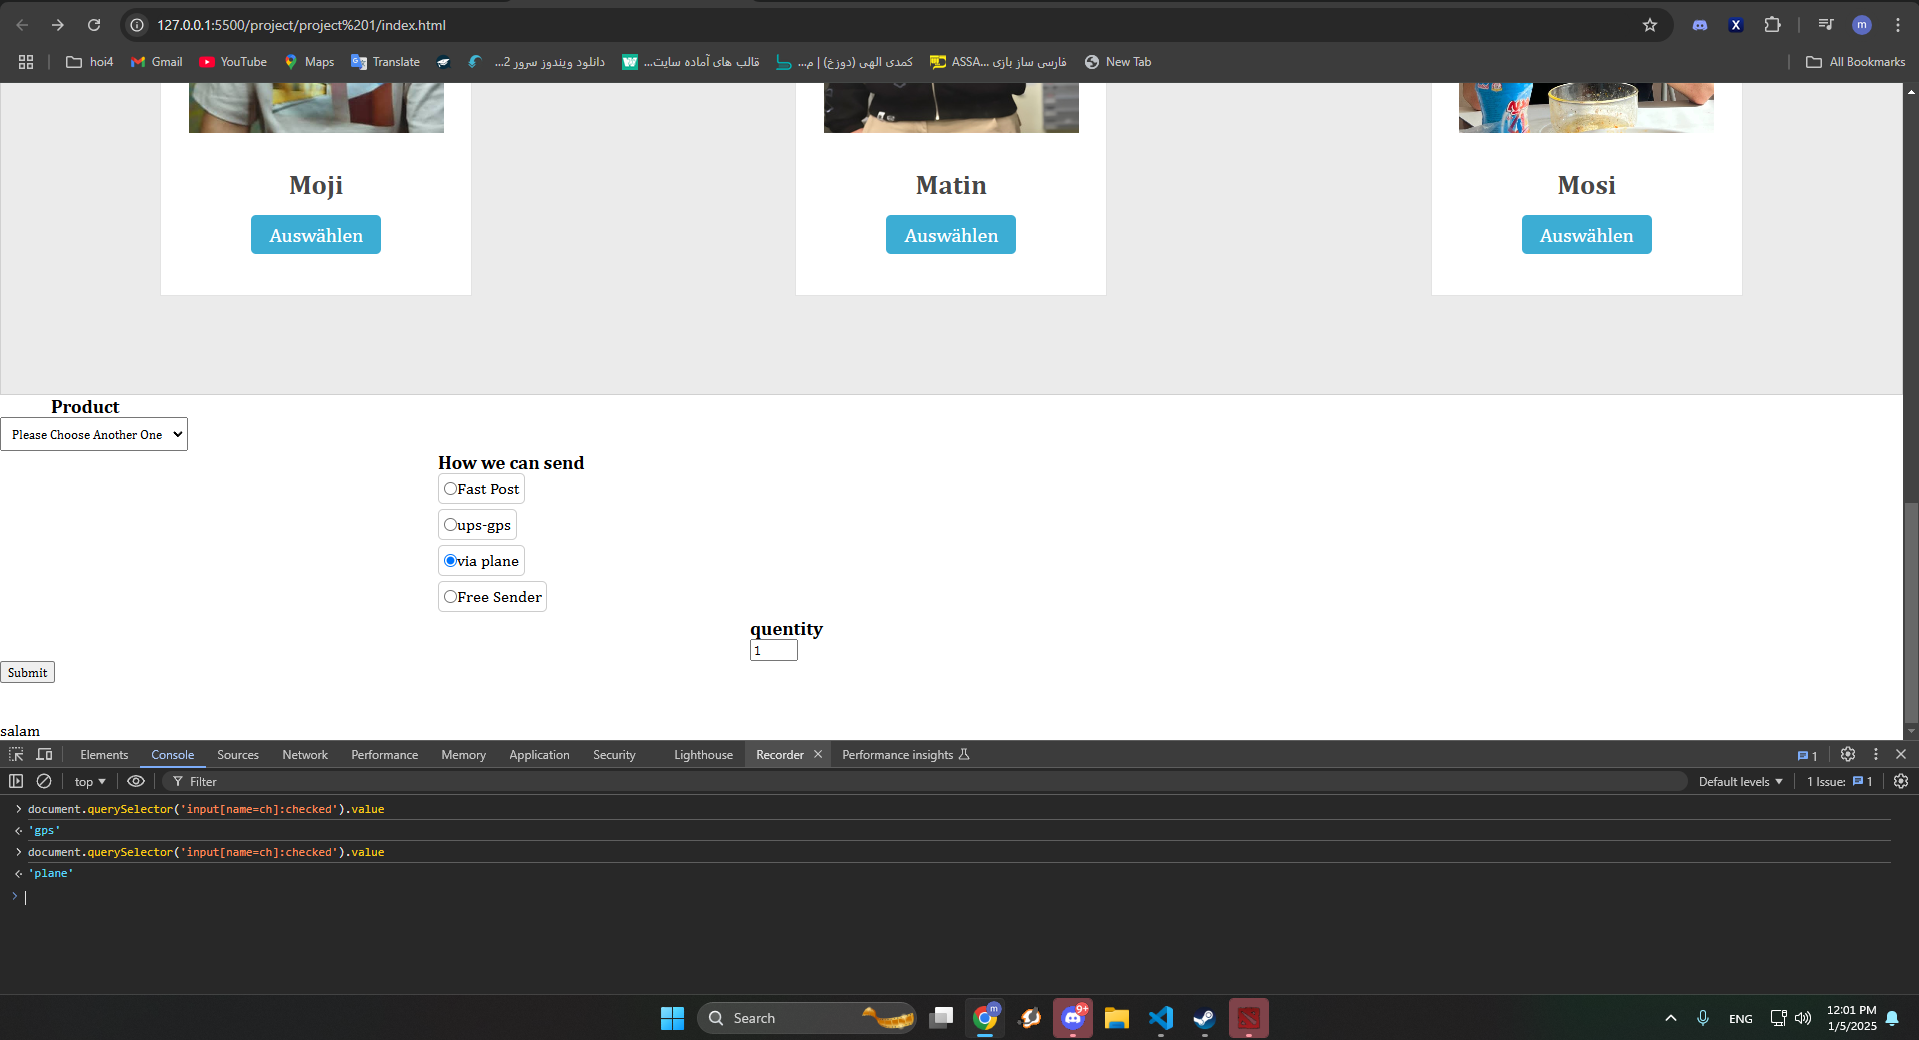 127.0.0.1:5500/project/project%201/index.html
m
hoi4
Gmail
YouTube
Maps
Translate
دانلود ویندوز سرور 2...
قالب های آماده سایت...
کمدی الهی (دوزخ) | م...
فارسی ساز بازی ASSA...
New Tab
All Bookmarks
Moji
Matin
Mosi
Auswählen
Auswählen
Auswählen
Product
Please Choose Another One
How we can send
Fast Post
ups-gps
via plane
Free Sender
quentity
1
Submit
salam
Elements
Console
Sources
Network
Performance
Memory
Application
Security
Lighthouse
Recorder
Performance insights
1
top
Filter
Default levels
1 Issue: 1
document.querySelector('input[name=ch]:checked').value
'gps'
document.querySelector('input[name=ch]:checked').value
'plane'
Search
m
9+
ENG
12:01 PM
1/5/2025